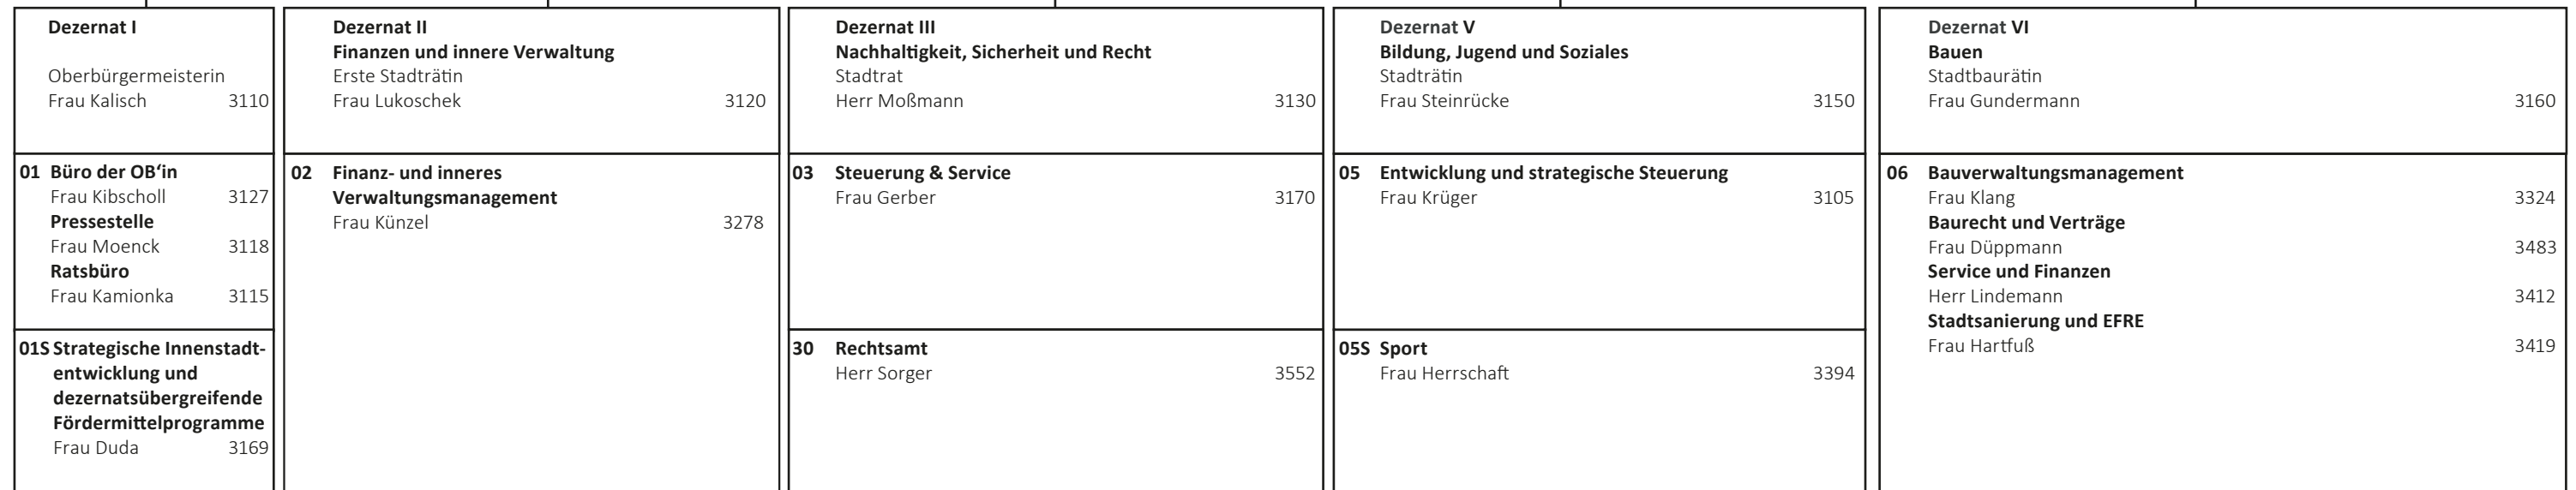 Dezernat I
Oberbürgermeisterin
Frau Kalisch 3110
01 Büro der OB‘in
Frau Kibscholl 3127
Pressestelle
Frau Moenck 3118
Ratsbüro
Frau Kamionka 3115
01S Strategische Innenstadt-
entwicklung und
dezernatsübergreifende
Fördermittelprogramme
Frau Duda 3169
Dezernat II
Finanzen und innere Verwaltung
Erste Stadträtin
Frau Lukoschek 3120
02 Finanz- und inneres
Verwaltungsmanagement
Frau Künzel 3278
Dezernat III
Nachhaltigkeit, Sicherheit und Recht
Stadtrat
Herr Moßmann 3130
03 Steuerung & Service
Frau Gerber 3170
30 Rechtsamt
Herr Sorger 3552
Dezernat V
Bildung, Jugend und Soziales
Stadträtin
Frau Steinrücke 3150
05 Entwicklung und strategische Steuerung
Frau Krüger 3105
05S Sport
Frau Herrschaft 3394
Dezernat VI
Bauen
Stadtbaurätin
Frau Gundermann 3160
06 Bauverwaltungsmanagement
Frau Klang 3324
Baurecht und Verträge
Frau Düppmann 3483
Service und Finanzen
Herr Lindemann 3412
Stadtsanierung und EFRE
Frau Hartfuß 3419